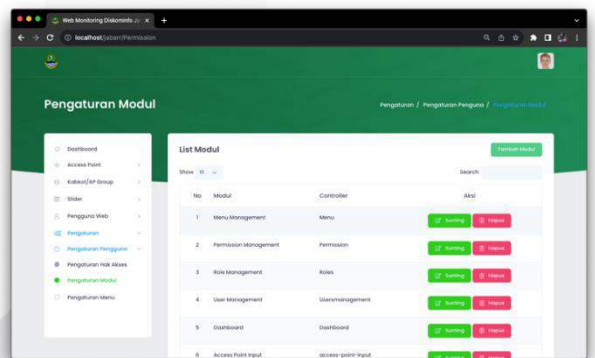 Web Monitoring Diskominfo Ja
localhost/jabarr/Permission
Pengaturan Modul
Pengaturan / Pengaturan Pengguna / Pengaturan Modul
Dashboard
Access Point
Kabkot/AP Group
Slider
Pengguna Web
Pengaturan
Pengaturan Pengguna
Pengaturan Hak Akses
Pengaturan Modul
Pengaturan Menu
List Modul
Tambah Modul
Show 10
Search:
No Modul Controller Aksi
1 Menu Management Menu Sunting Hapus
2 Permission Management Permission Sunting Hapus
3 Role Management Roles Sunting Hapus
4 User Management Usersmanagement Sunting Hapus
5 Dashboard Dashboard Sunting Hapus
6 Access Point Input access-point-input Sunting Hapus